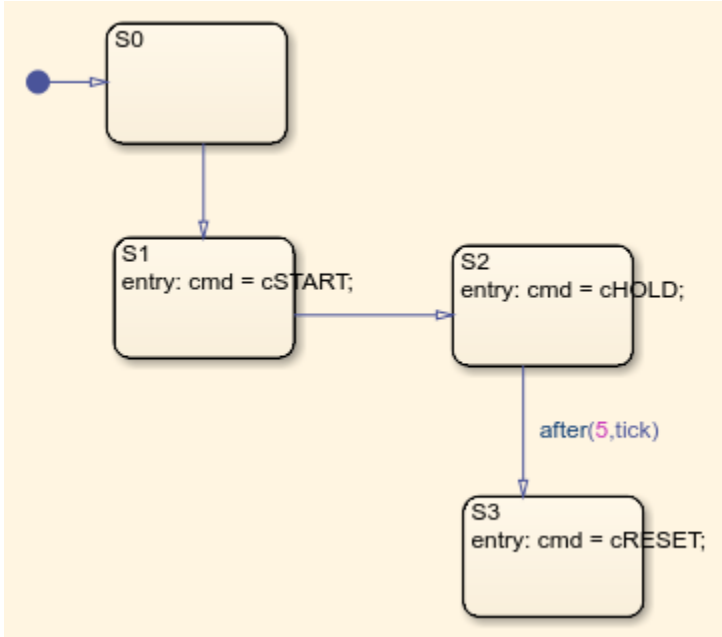 S0
S1
entry: cmd = cSTART;
S2
entry: cmd = cHOLD;
after(5,tick)
S3
entry: cmd = cRESET;